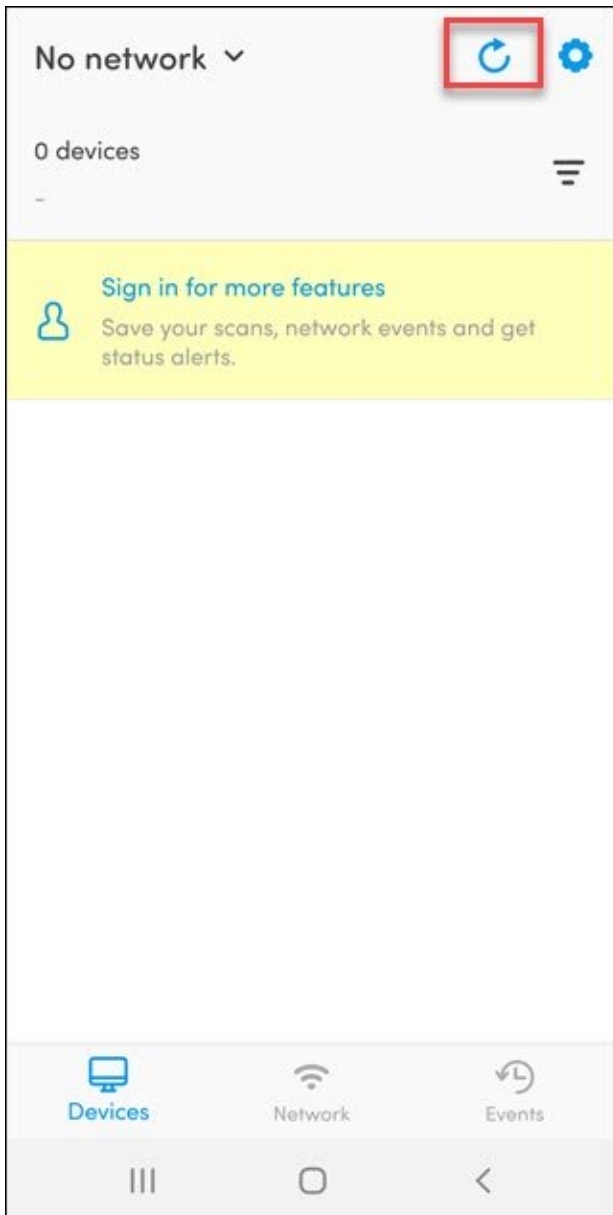 No network
0 devices
-
Sign in for more features
Save your scans, network events and get
status alerts.
Devices
Network
Events